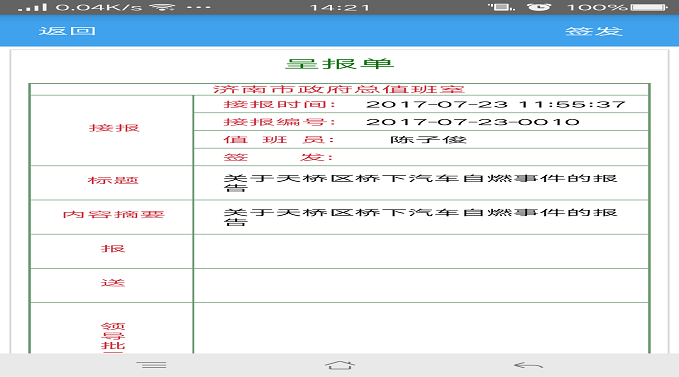 0.04K/s ... 14:21 100%
返回 签发
呈报单
济南市政府总值班室
接报
接报时间: 2017-07-23 11:55:37
接报编号: 2017-07-23-0010
值 班 员: 陈子俊
签 发:
标题
关于天桥区桥下汽车自燃事件的报
告
内容摘要
关于天桥区桥下汽车自燃事件的报
告
报
送
领
导
批